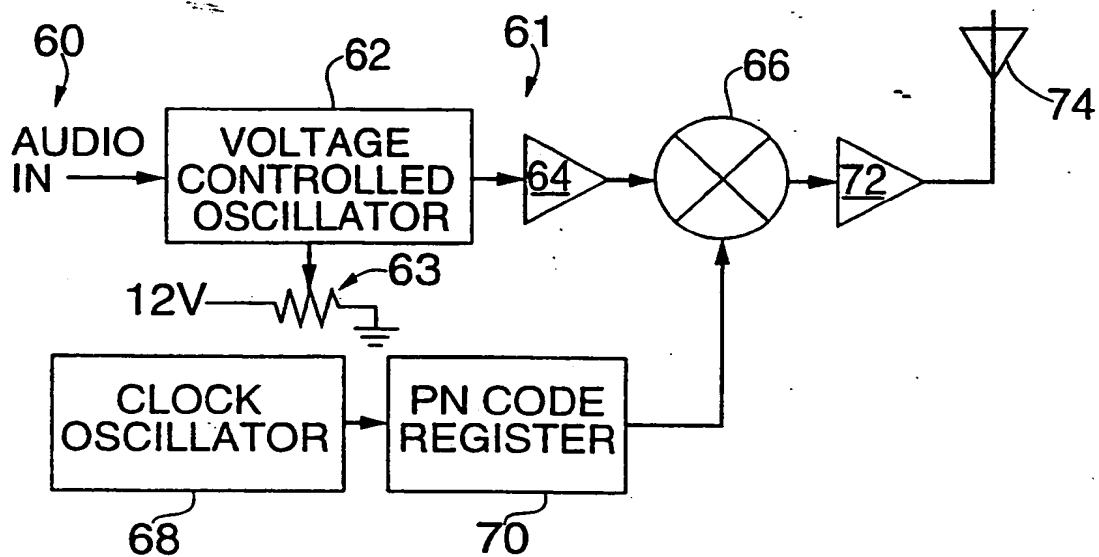 60
62
61
66
74
AUDIO
IN
VOLTAGE
CONTROLLED
OSCILLATOR
64
72
63
12V
CLOCK
OSCILLATOR
PN CODE
REGISTER
68
70